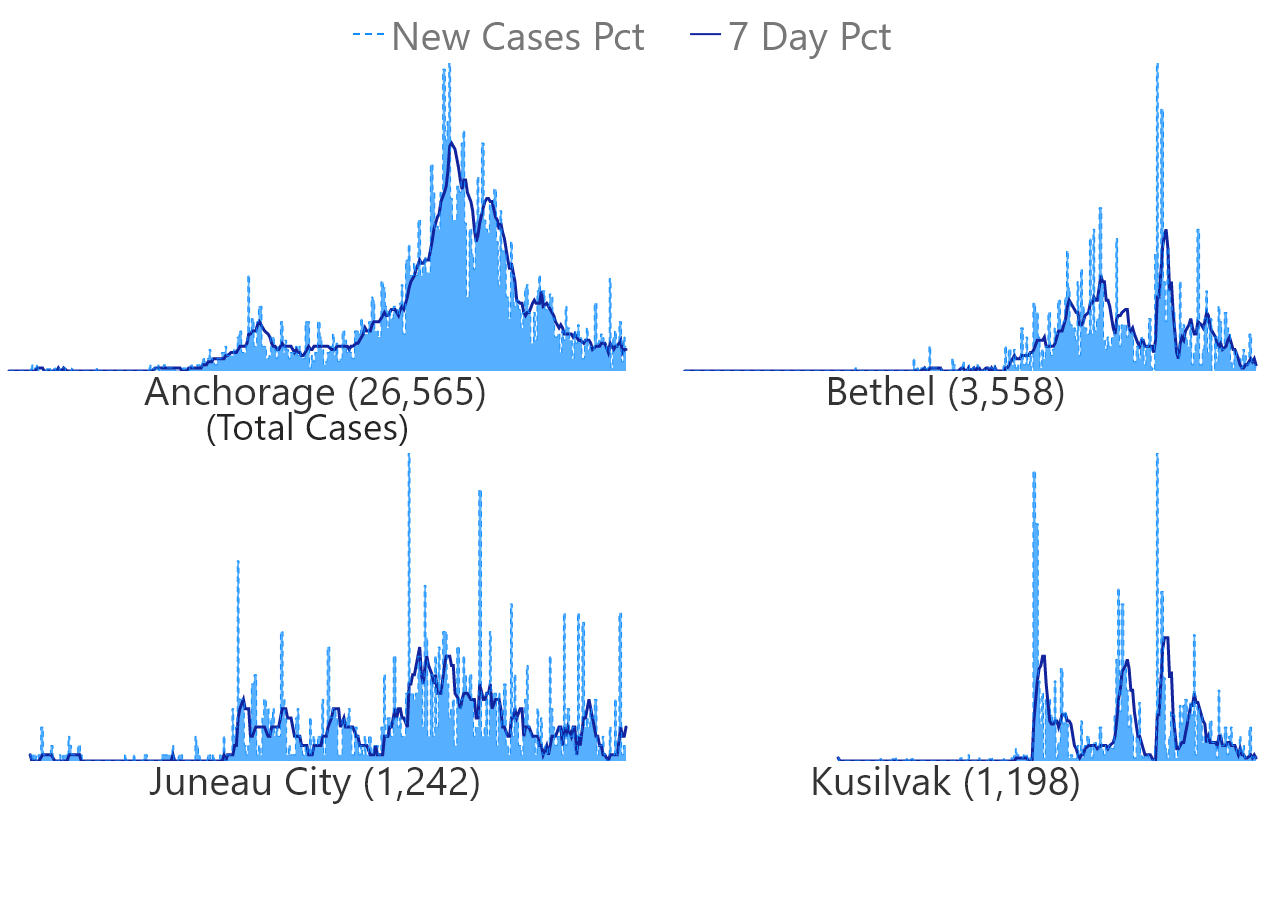 New Cases Pct 7 Day Pct
Anchorage (26,565) Bethel (3,558)
(Total Cases)
Juneau City (1,242) Kusilvak (1,198)